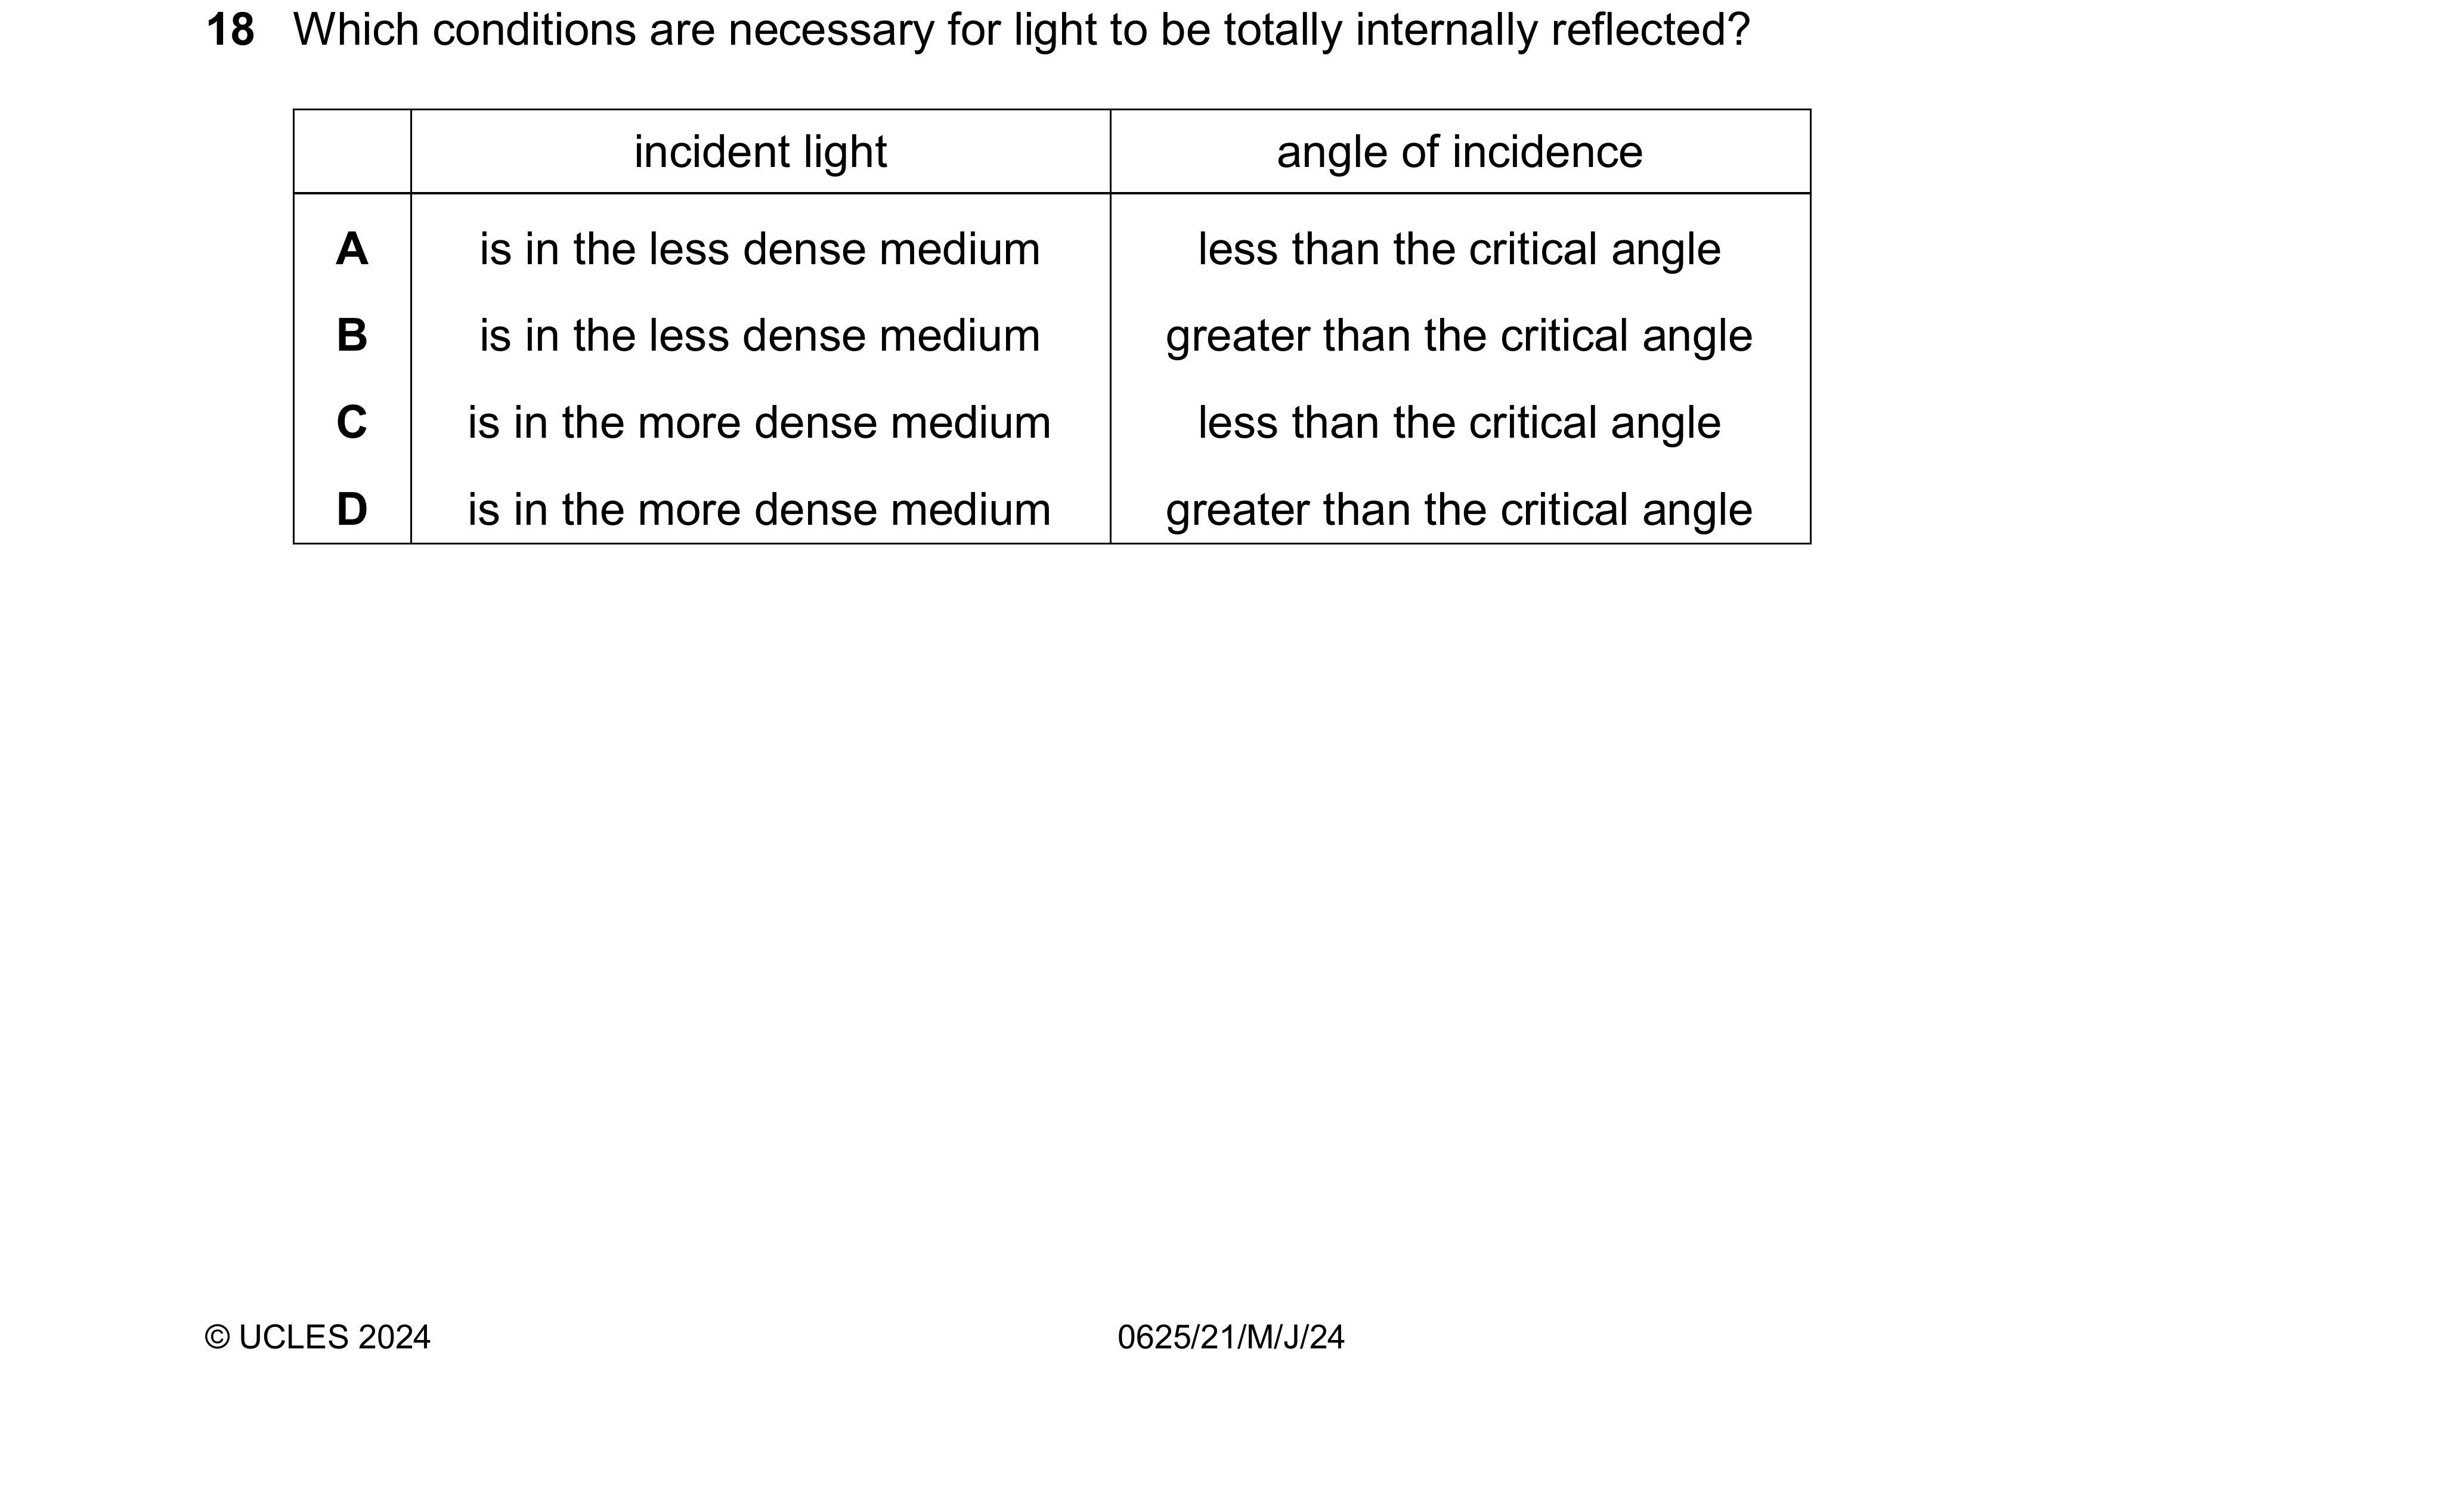 18 Which conditions are necessary for light to be totally internally reflected?
incident light angle of incidence
A is in the less dense medium less than the critical angle
B is in the less dense medium greater than the critical angle
C is in the more dense medium less than the critical angle
D is in the more dense medium greater than the critical angle
© UCLES 2024 0625/21/M/J/24